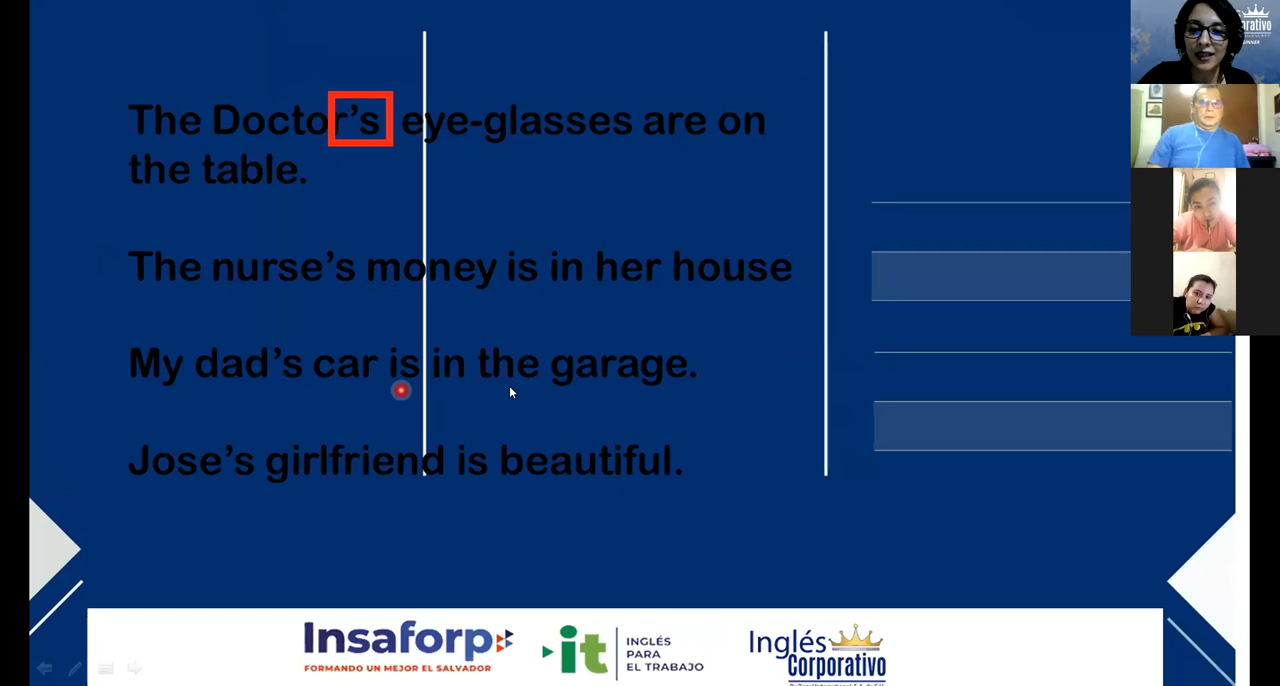 The Doctor’s eye-glasses are on
the table.
The nurse’s money is in her house
My dad’s car is in the garage.
Jose’s girlfriend is beautiful.
Insaforp
FORMANDO UN MEJOR EL SALVADOR
it
INGLÉS
PARA
EL TRABAJO
Inglés
Corporativo